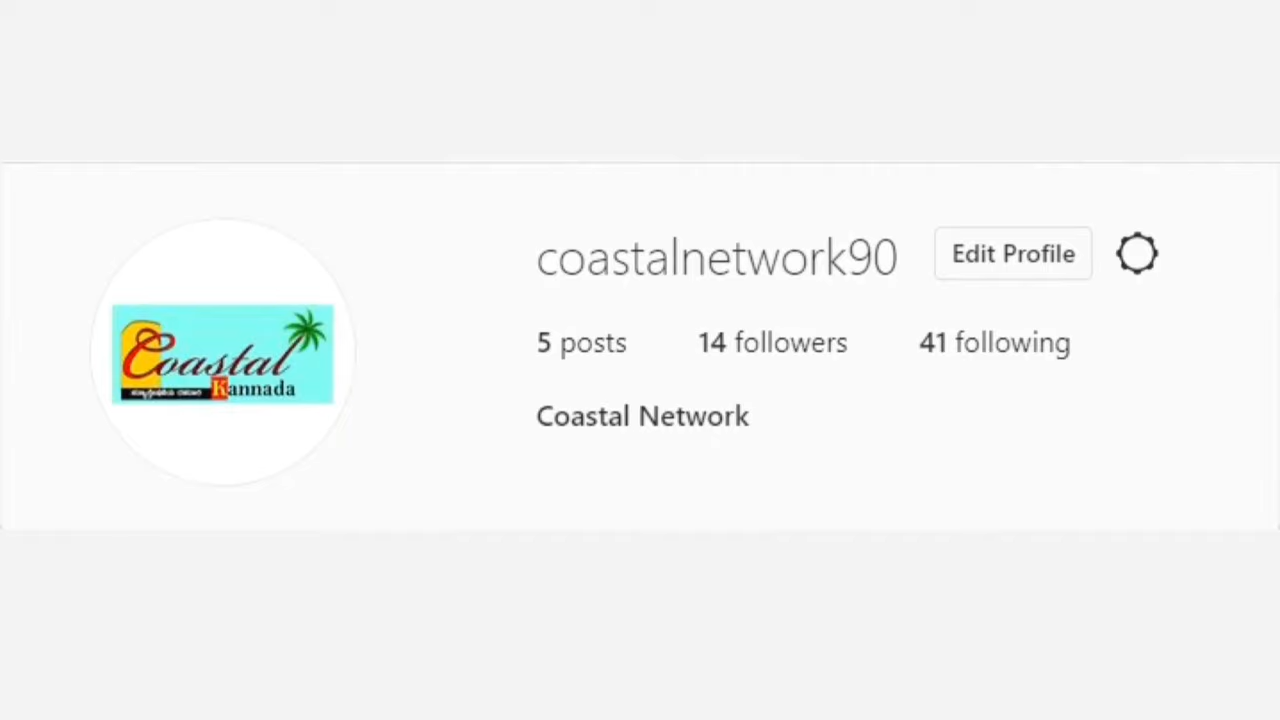 coastalnetwork90 Edit Profile
5 posts 14 followers 41 following
Coastal Network
Coastal
Kannada